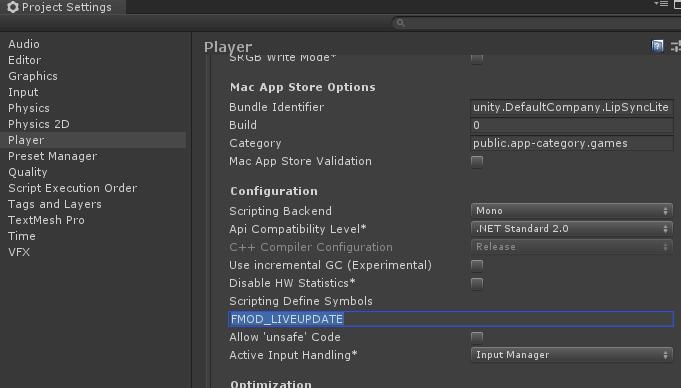 Project Settings
Audio
Editor
Graphics
Input
Physics
Physics 2D
Player
Preset Manager
Quality
Script Execution Order
Tags and Layers
TextMesh Pro
Time
VFX
Player
SRGB Write Mode*
Mac App Store Options
Bundle Identifier unity.DefaultCompany.LipSyncLite
Build 0
Category public.app-category.games
Mac App Store Validation
Configuration
Scripting Backend Mono
Api Compatibility Level* .NET Standard 2.0
C++ Compiler Configuration Release
Use incremental GC (Experimental)
Disable HW Statistics*
Scripting Define Symbols
FMOD_LIVEUPDATE
Allow 'unsafe' Code
Active Input Handling* Input Manager
Optimization